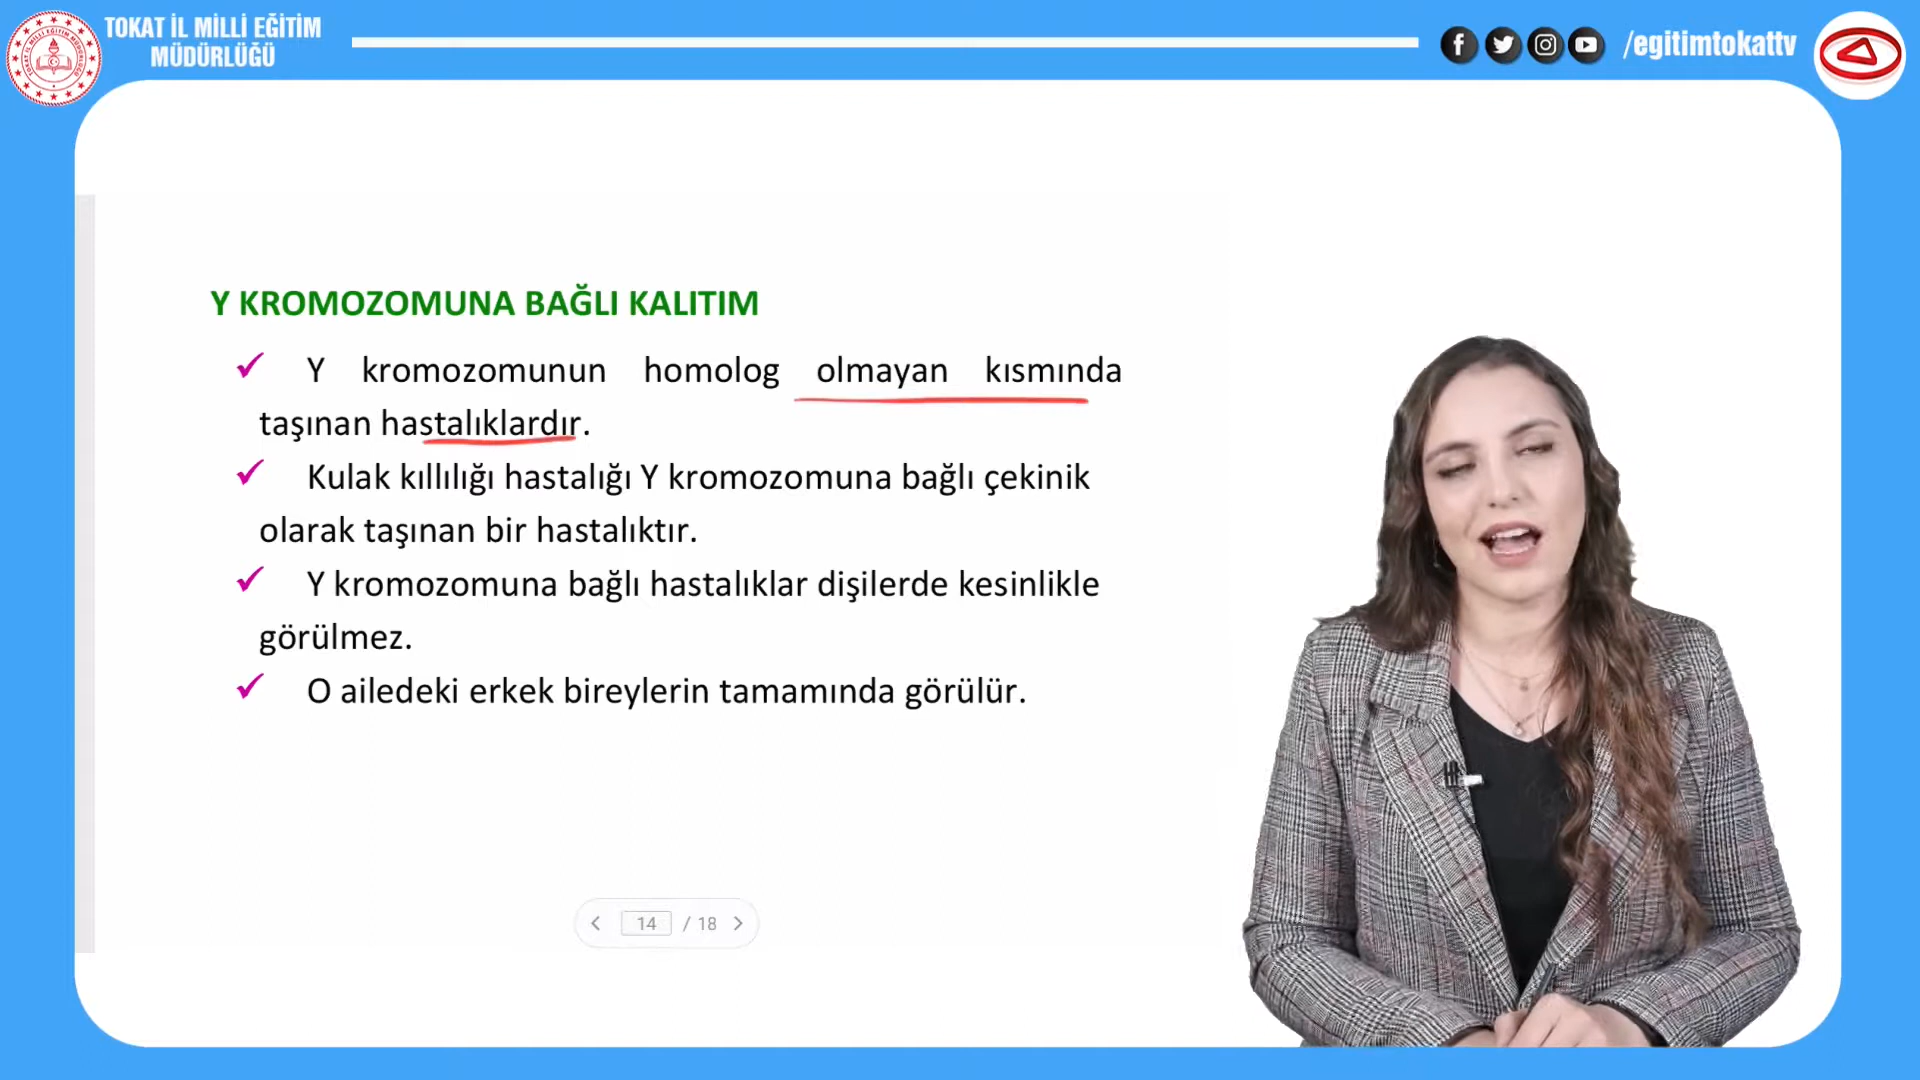 TOKAT İL MİLLİ EĞİTİM
MÜDÜRLÜĞÜ
/egitimtokattv
Y KROMOZOMUNA BAĞLI KALITIM
✓ Y kromozomunun homolog olmayan kısmında
taşınan hastalıklardır.
✓ Kulak kıllılığı hastalığı Y kromozomuna bağlı çekinik
olarak taşınan bir hastalıktır.
✓ Y kromozomuna bağlı hastalıklar dişilerde kesinlikle
görülmez.
✓ O ailedeki erkek bireylerin tamamında görülür.
14 / 18